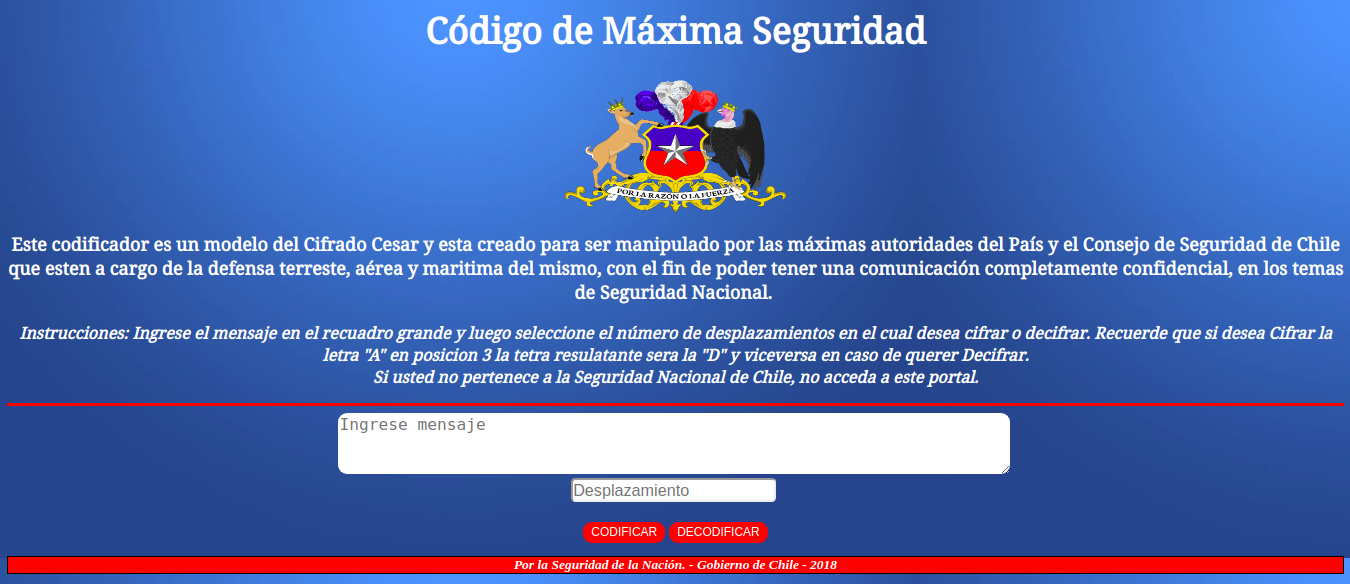 Código de Máxima Seguridad
POR LA RAZÓN O LA FUERZA
Este codificador es un modelo del Cifrado Cesar y esta creado para ser manipulado por las máximas autoridades del País y el Consejo de Seguridad de Chile
que esten a cargo de la defensa terreste, aérea y maritima del mismo, con el fin de poder tener una comunicación completamente confidencial, en los temas
de Seguridad Nacional.
Instrucciones: Ingrese el mensaje en el recuadro grande y luego seleccione el número de desplazamientos en el cual desea cifrar o decifrar. Recuerde que si desea Cifrar la
letra "A" en posicion 3 la tetra resulatante sera la "D" y viceversa en caso de querer Decifrar.
Si usted no pertenece a la Seguridad Nacional de Chile, no acceda a este portal.
Ingrese mensaje
Desplazamiento
CODIFICAR DECODIFICAR
Por la Seguridad de la Nación. - Gobierno de Chile - 2018